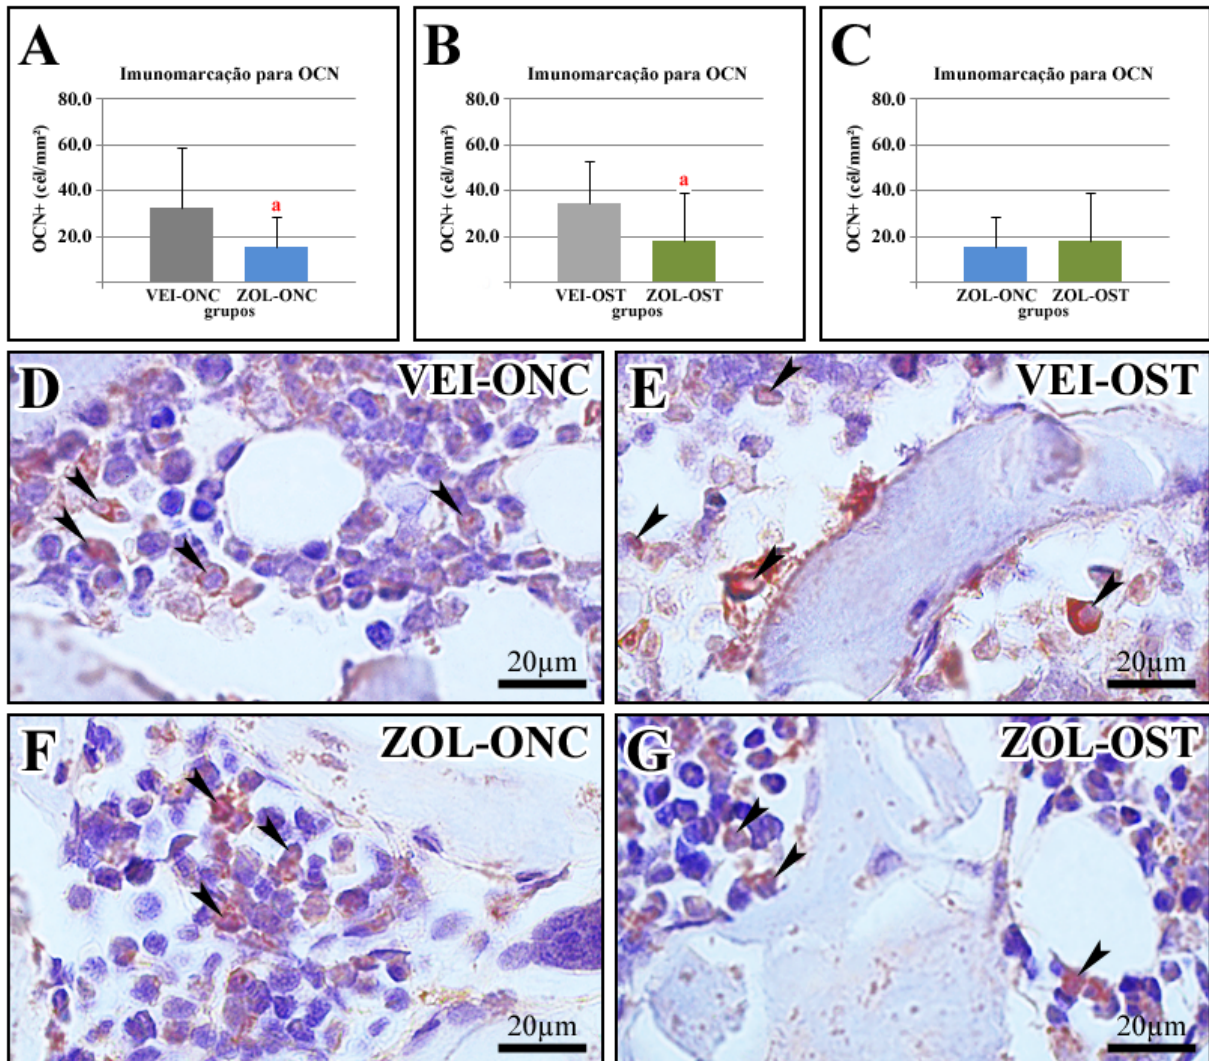 A
Imunomarcação para OCN
OCN+ (cél/mm²)
80.0
60.0
40.0
20.0
a
VEI-ONC ZOL-ONC
grupos
B
Imunomarcação para OCN
OCN+ (cél/mm²)
80.0
60.0
40.0
20.0
a
VEI-OST ZOL-OST
grupos
C
Imunomarcação para OCN
OCN+ (cél/mm²)
80.0
60.0
40.0
20.0
ZOL-ONC ZOL-OST
grupos
D VEI-ONC
20µm
E VEI-OST
20µm
F ZOL-ONC
20µm
G ZOL-OST
20µm